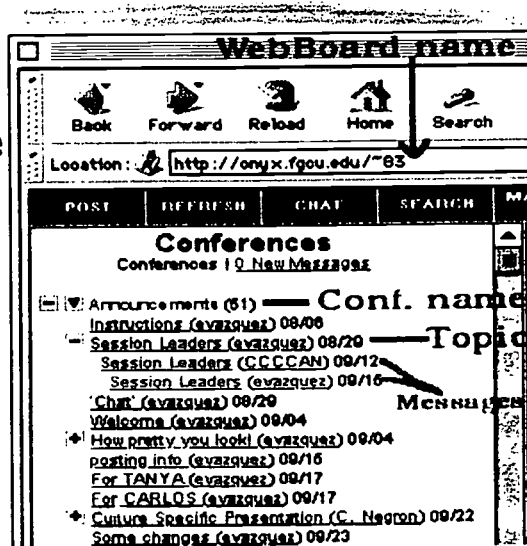 WebBoard name
Back Forward Reload Home Search
Location: http://onyx.fgcu.edu/~83
POST REFRESH CHAT SEARCH
Conferences
Conferences | 0 New Messages
Announcements (51) Conf. name
Instructions (evazquez) 08/06
Session Leaders (evazquez) 08/29 Topic
Session Leaders (CCCCAN) 09/12
Session Leaders (evazquez) 09/15
Messages
'Chat' (evazquez) 08/29
Welcome (evazquez) 09/04
How pretty you look! (evazquez) 09/04
posting info (evazquez) 09/16
For TANYA (evazquez) 09/17
For CARLOS (evazquez) 09/17
Culture Specific Presentation (C. Negron) 09/22
Some changes (evazquez) 09/23